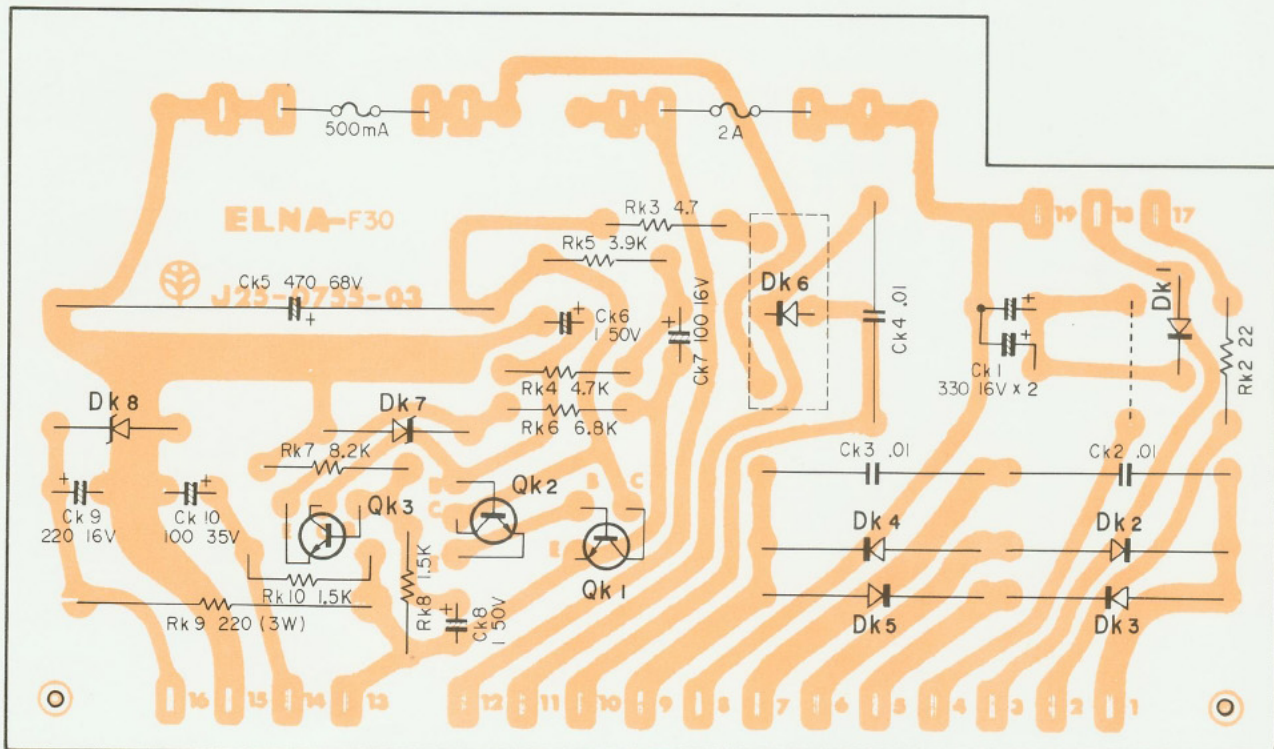 500mA
2A
ELNA-F30
Rk3 4.7
19
18
17
Rk5 3.9K
Ck5 470 68V
J25-0755-03
Dk6
Dk1
Ck6
1 50V
Ck7 100 16V
Ck4 .01
Ck1
330 16V x 2
Rk2 22
Rk4 4.7K
Dk8
Dk7
Rk6 6.8K
Rk7 8.2K
Ck3 .01
Ck2 .01
Qk3
Qk2
B
C
C
E
E
Ck9
220 16V
Ck10
100 35V
Dk4
Dk2
Qk1
Rk10 1.5K
Rk8 1.5K
Ck8
1 50V
Rk9 220 (3W)
Dk5
Dk3
16
15
14
13
12
11
10
9
8
7
6
5
4
3
2
1